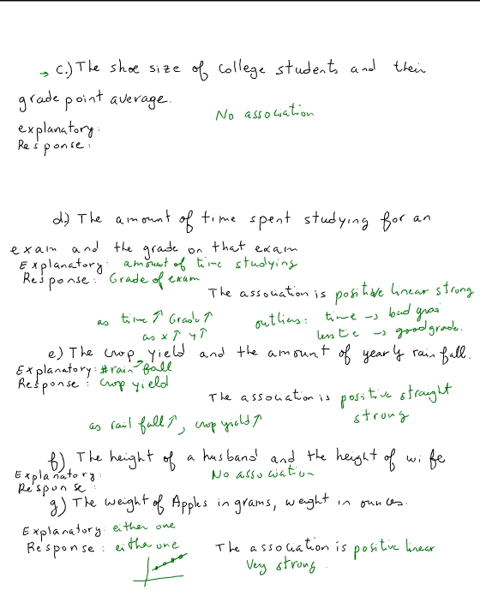 → c.) The shoe size of college students and their
grade point average.
No association
explanatory:
Response:
d.) The amount of time spent studying for an
exam and the grade on that exam
Explanatory: amount of time studying
Response: Grade of exam
The association is positive linear strong
as time ↑ Grade ↑
as x ↑ y ↑
outliers: time → bad
→ good grade.
e) The crop yield and the amount of yearly rain fall.
Explanatory: #rain fall
Response: crop yield
The association is positive straught
strong
as rail fall ↑, crop yield ↑
f) The height of a husband and the height of wife
Explanatory:
No association
Response:
g) The weight of Apples in grams, weight in ounces.
Explanatory: either one
Response: either one
The association is positive linear
Very strong.